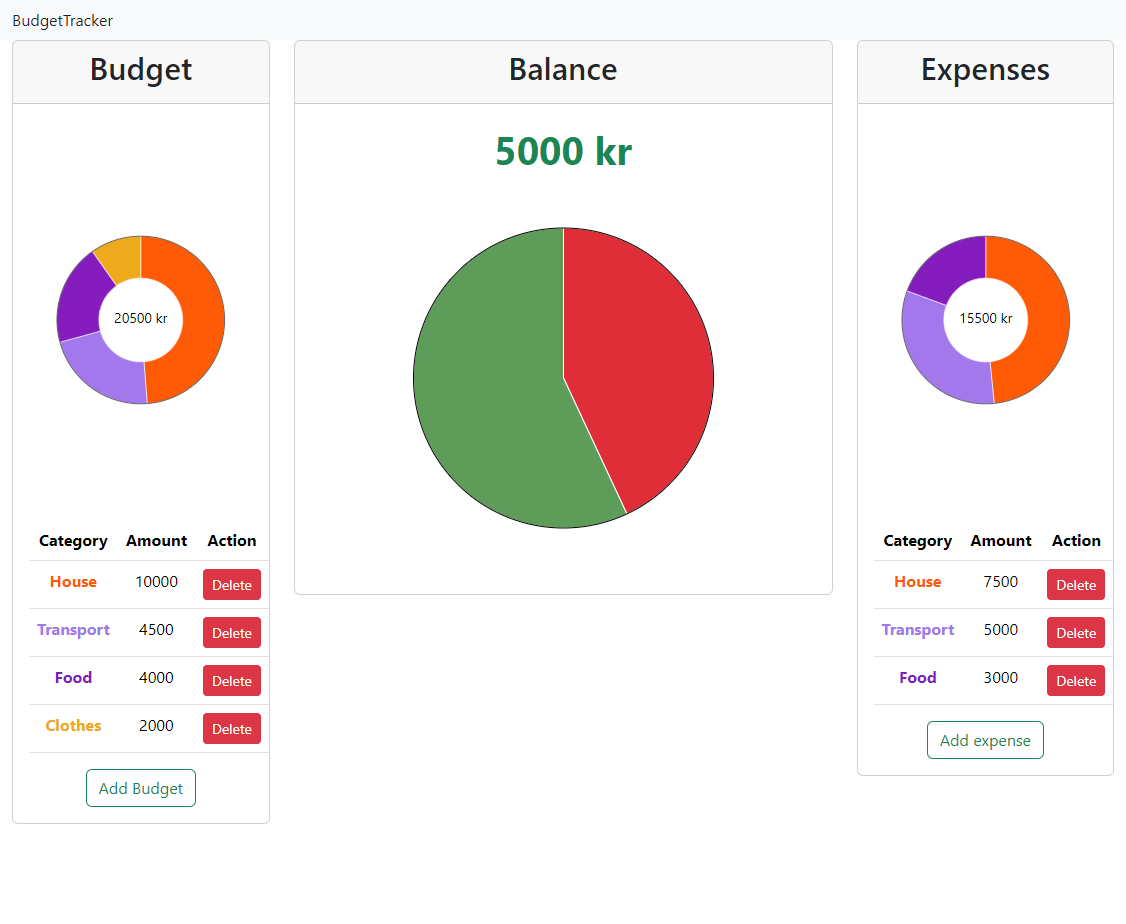 BudgetTracker
Budget
20500 kr
Category Amount Action
House 10000 Delete
Transport 4500 Delete
Food 4000 Delete
Clothes 2000 Delete
Add Budget
Balance
5000 kr
Expenses
15500 kr
Category Amount Action
House 7500 Delete
Transport 5000 Delete
Food 3000 Delete
Add expense